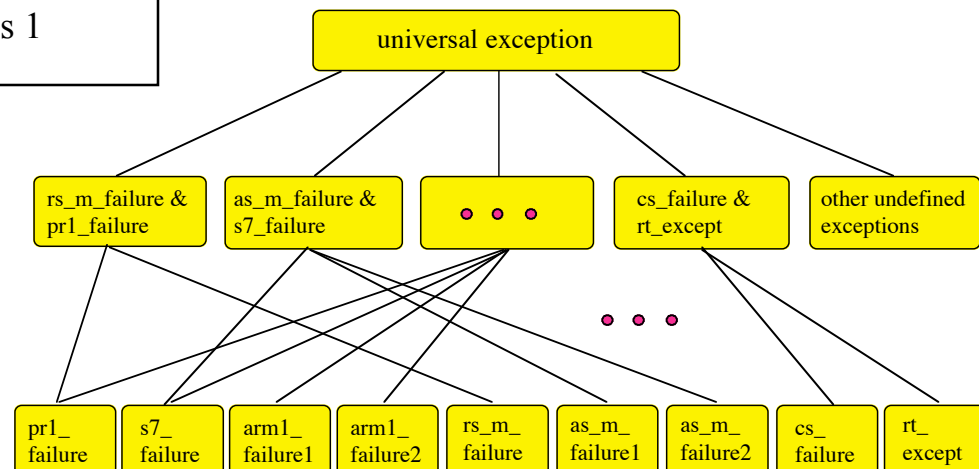 s 1
universal exception
rs_m_failure &
pr1_failure
as_m_failure &
s7_failure
cs_failure &
rt_except
other undefined
exceptions
pr1_
failure
s7_
failure
arm1_
failure1
arm1_
failure2
rs_m_
failure
as_m_
failure1
as_m_
failure2
cs_
failure
rt_
except